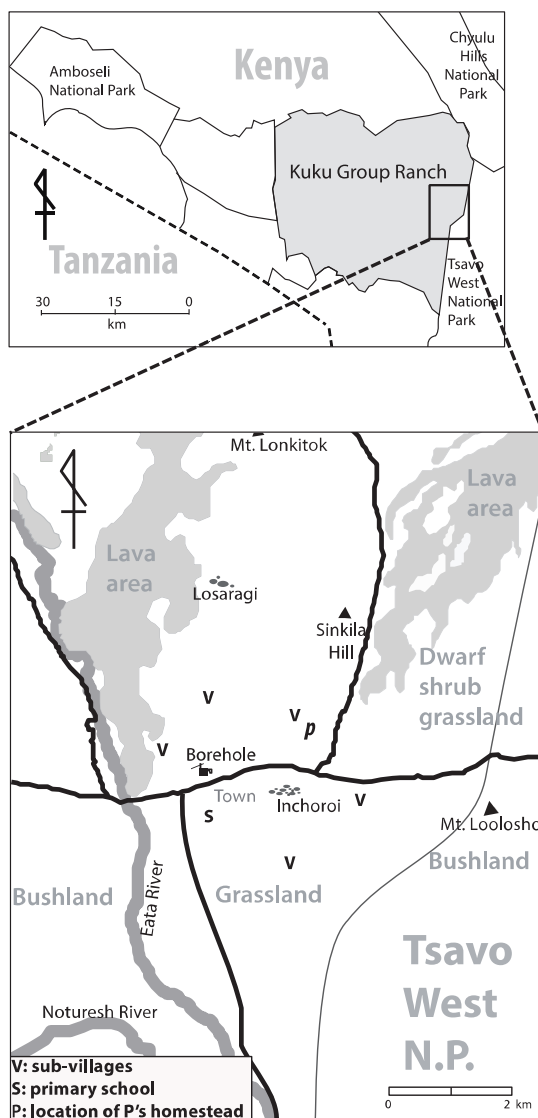 Kenya
Chyulu
Hills
National
Park
Amboseli
National Park
Kuku Group Ranch
Tanzania
Tsavo
West
National
Park
30 15 0
km
Mt. Lonkitok
Lava
area
Lava
area
Losaragi
Sinkila
Hill
Dwarf
shrub
grassland
V
V
p
V
Borehole
Town
Inchoroi
V
S
Mt. Loolosho
V
Bushland
Bushland
Grassland
Eata River
Tsavo
West
N.P.
Noturesh River
V: sub-villages
S: primary school
P: location of P's homestead
0 2 km